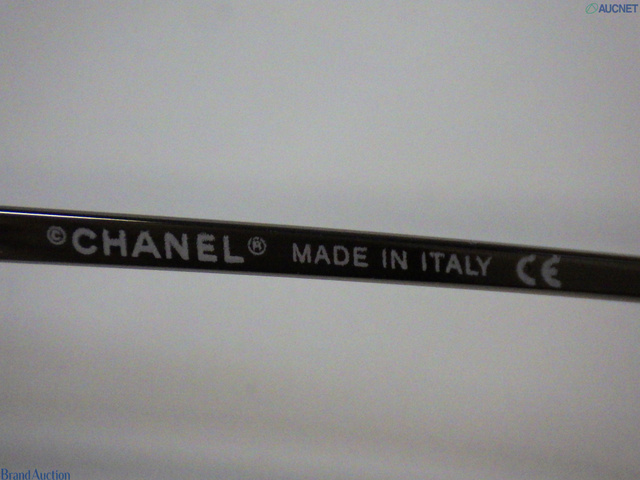 AUCNET
©CHANEL® MADE IN ITALY CE
Brand Auction